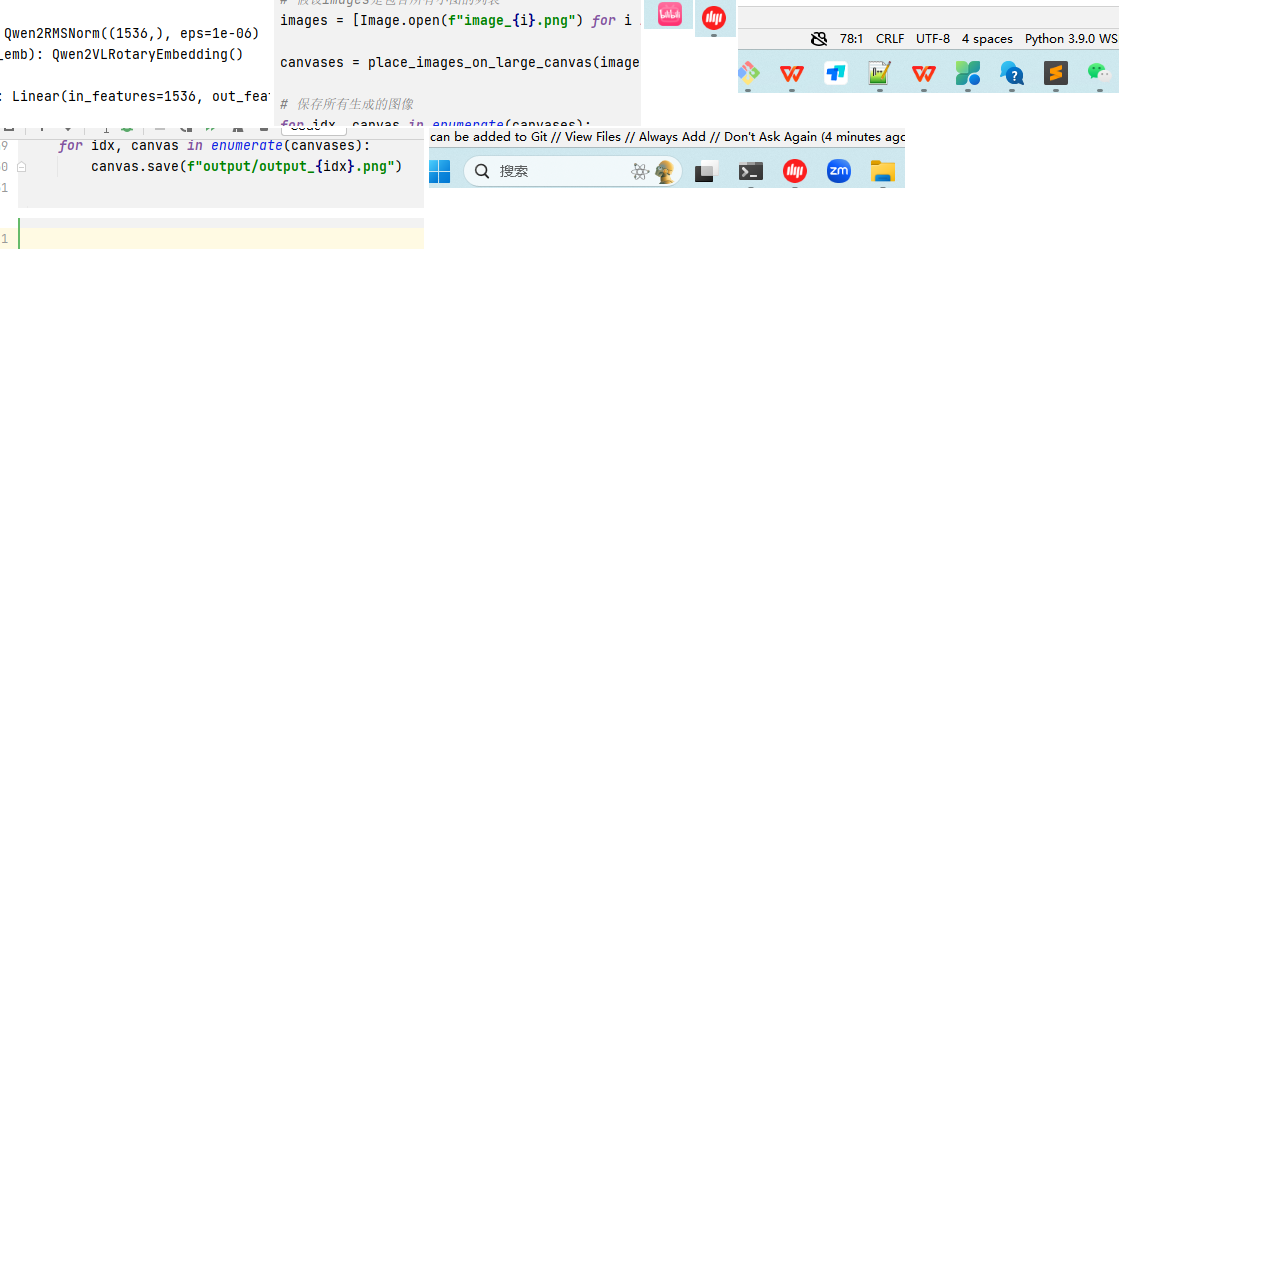 Qwen2RMSNorm((1536,), eps=1e-06)
_emb): Qwen2VLRotaryEmbedding()
: Linear(in_features=1536, out_fea
# 假设images是包含所有小图的列表
images = [Image.open(f"image_{i}.png") for i
canvases = place_images_on_large_canvas(image
# 保存所有生成的图像
for idx, canvas in enumerate(canvases):
bilibili
78:1 CRLF UTF-8 4 spaces Python 3.9.0 WS
Code
9 for idx, canvas in enumerate(canvases):
canvas.save(f"output/output_{idx}.png")
can be added to Git // View Files // Always Add // Don't Ask Again (4 minutes ago
搜索
zm
1